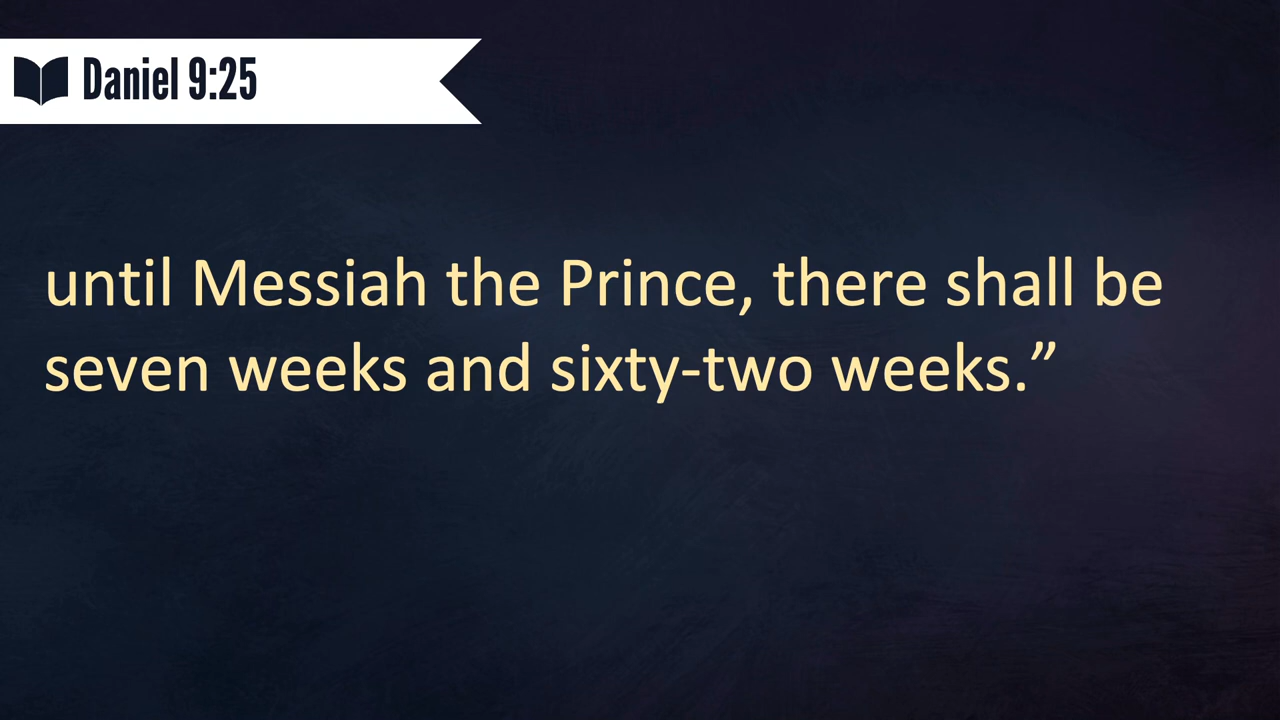 Daniel 9:25
until Messiah the Prince, there shall be
seven weeks and sixty-two weeks.”